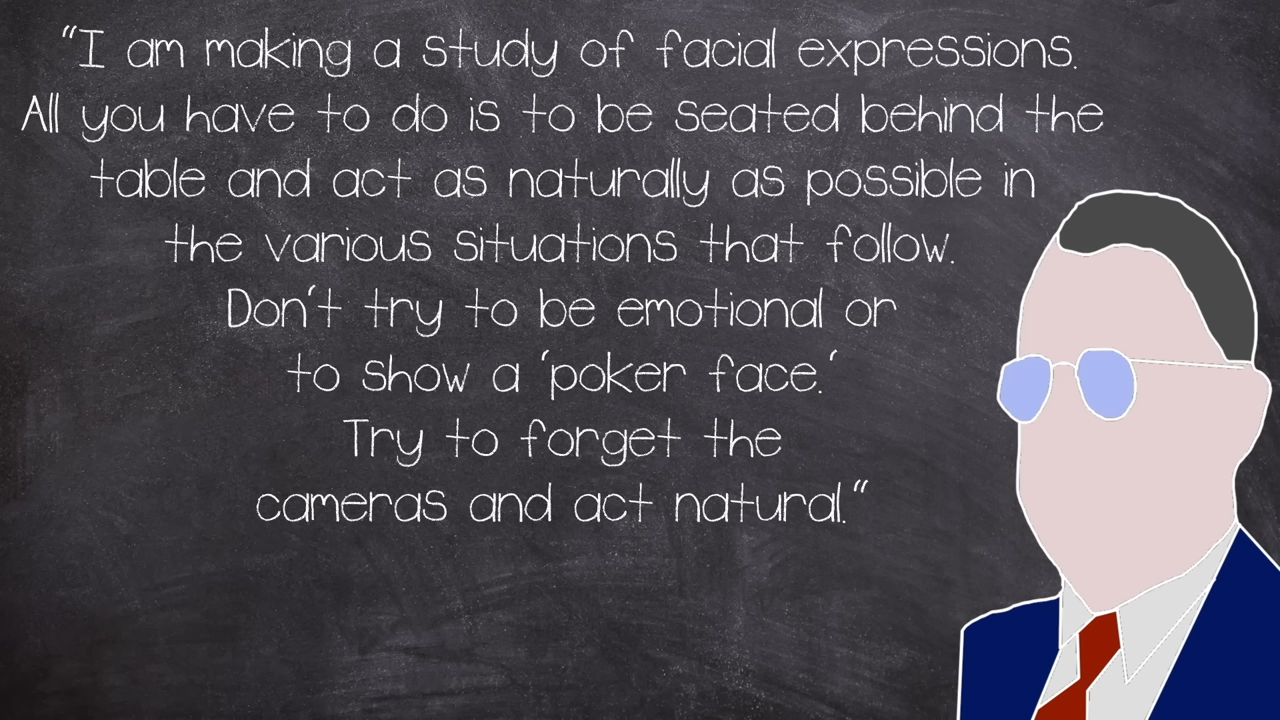 “I am making a study of facial expressions.
All you have to do is to be seated behind the
table and act as naturally as possible in
the various situations that follow.
Don't try to be emotional or
to show a 'poker face.'
Try to forget the
cameras and act natural.“